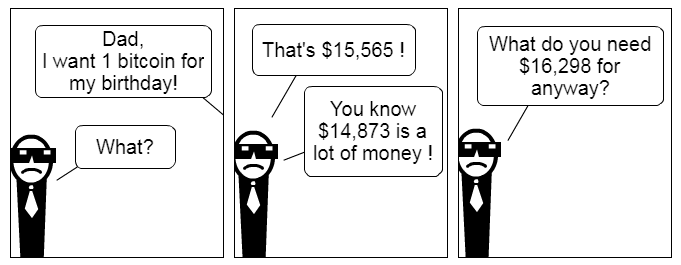 Dad,
I want 1 bitcoin for
my birthday!
What?
That's $15,565 !
You know
$14,873 is a
lot of money !
What do you need
$16,298 for
anyway?